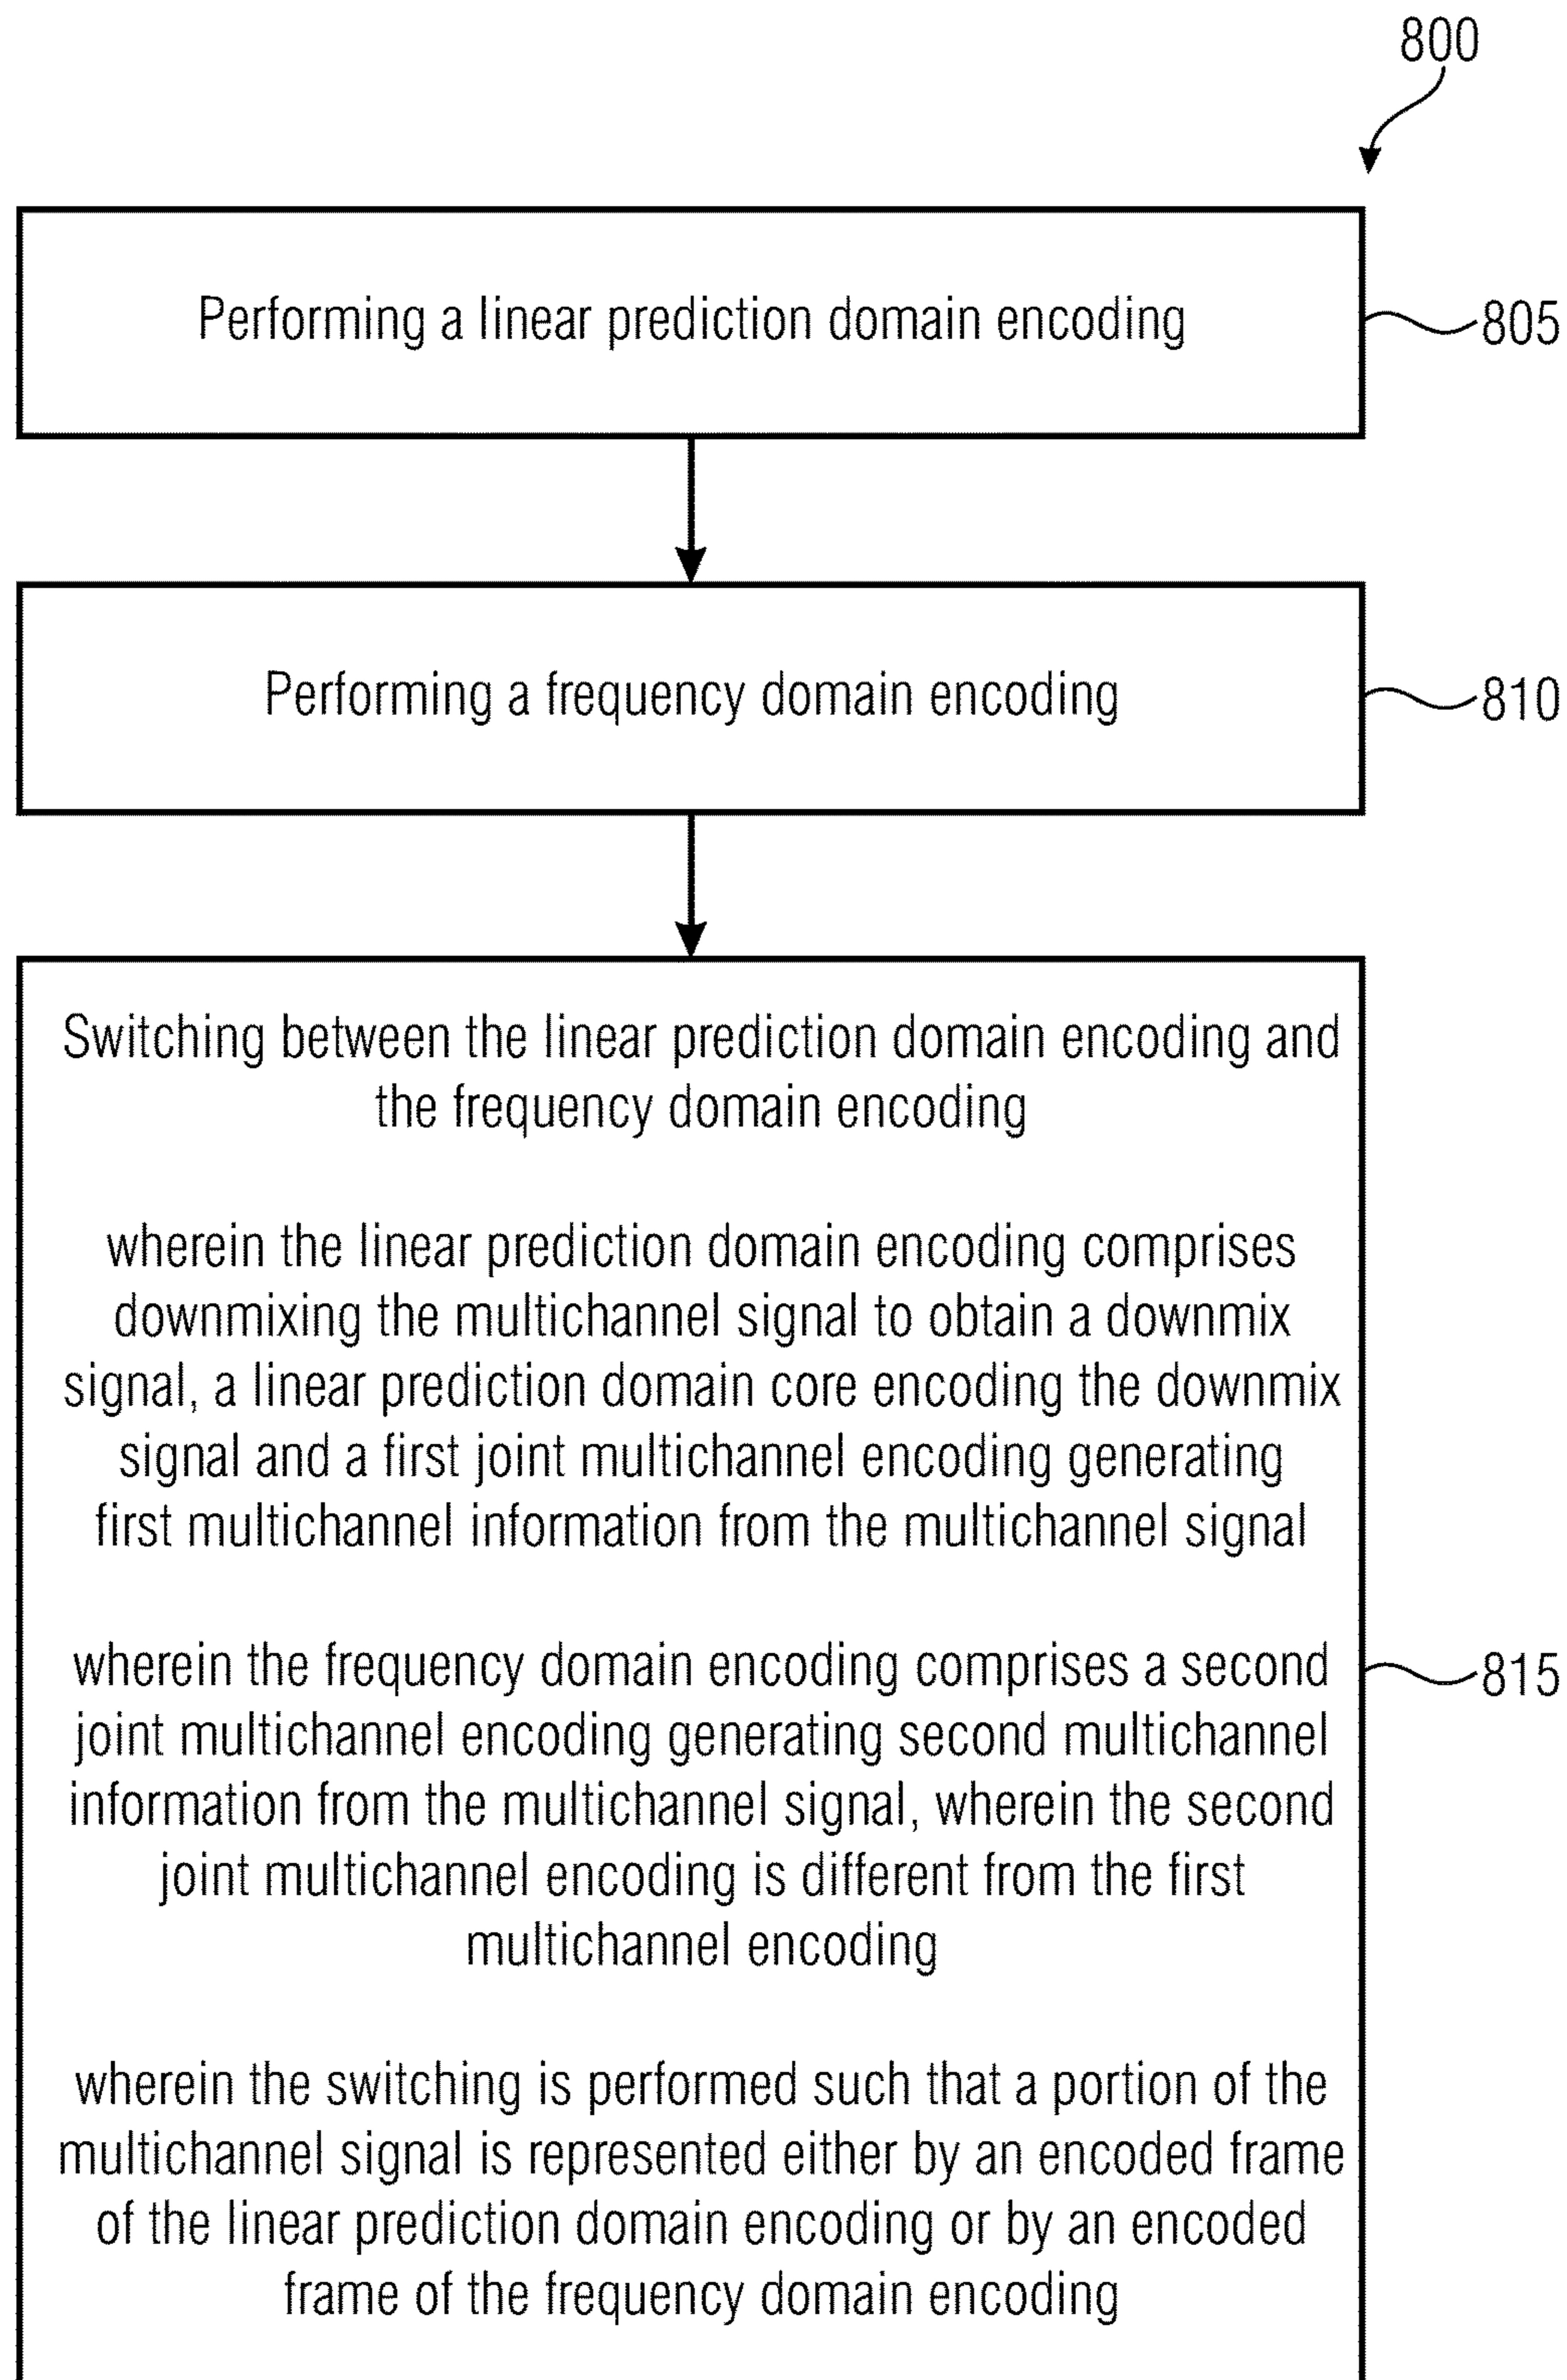 800
Performing a linear prediction domain encoding
805
Performing a frequency domain encoding
810
Switching between the linear prediction domain encoding and
the frequency domain encoding
wherein the linear prediction domain encoding comprises
downmixing the multichannel signal to obtain a downmix
signal, a linear prediction domain core encoding the downmix
signal and a first joint multichannel encoding generating
first multichannel information from the multichannel signal
wherein the frequency domain encoding comprises a second
joint multichannel encoding generating second multichannel
information from the multichannel signal, wherein the second
joint multichannel encoding is different from the first
multichannel encoding
815
wherein the switching is performed such that a portion of the
multichannel signal is represented either by an encoded frame
of the linear prediction domain encoding or by an encoded
frame of the frequency domain encoding